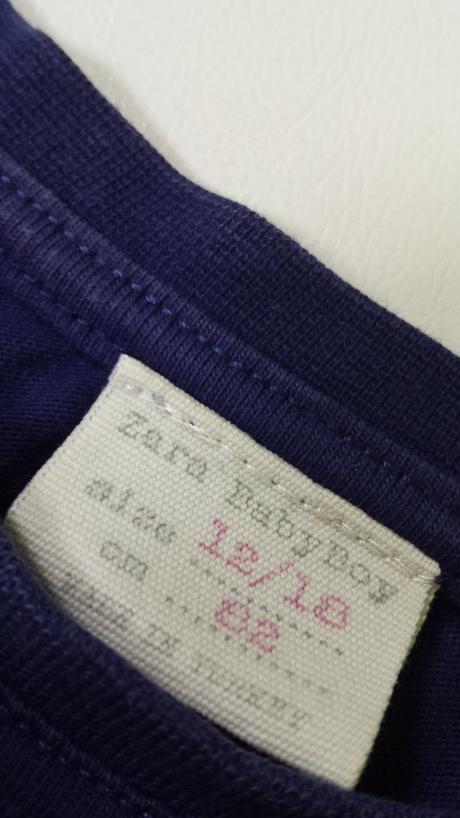 Zara BabyBoy
size 12/18
cm 82
MADE IN TURKEY